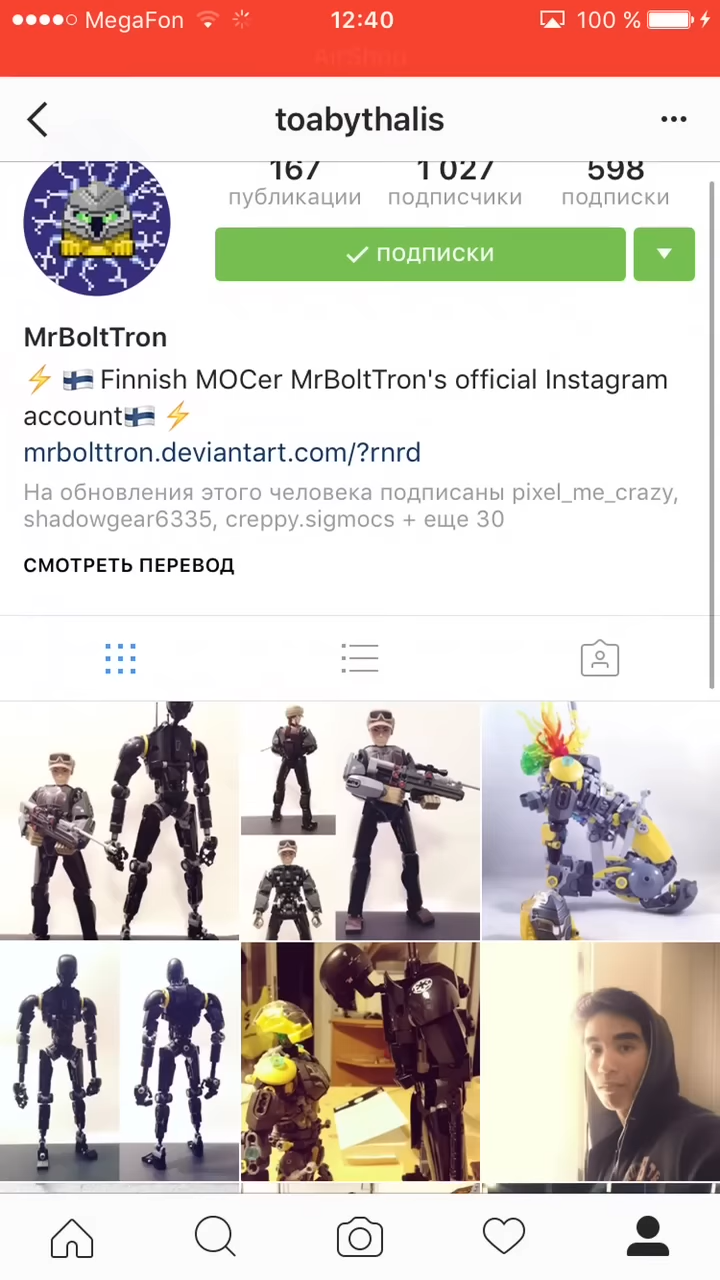 MegaFon 12:40 100 %
AirShou
toabythalis
167 1 027 598
публикации подписчики подписки
подписки
MrBoltTron
⚡ 🇫🇮 Finnish MOCer MrBoltTron's official Instagram
account🇫🇮 ⚡
mrbolttron.deviantart.com/?rnrd
На обновления этого человека подписаны pixel_me_crazy,
shadowgear6335, creppy.sigmocs + еще 30
СМОТРЕТЬ ПЕРЕВОД